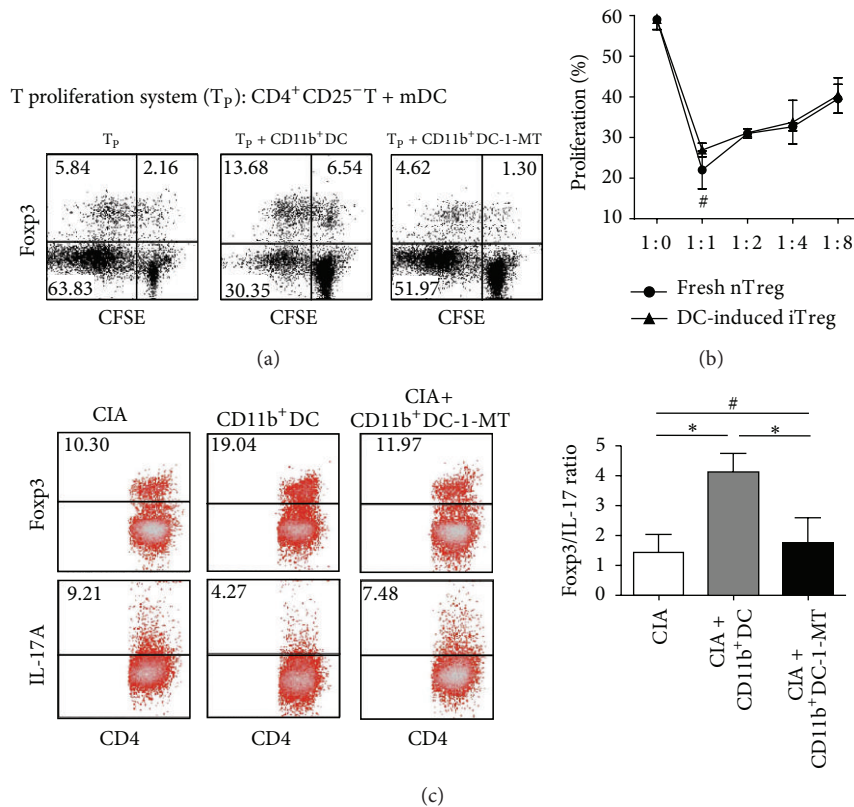 T proliferation system (T_P): CD4⁺CD25⁻T + mDC
T_P
T_P + CD11b⁺DC
T_P + CD11b⁺DC-1-MT
5.84 2.16
13.68 6.54
4.62 1.30
63.83
30.35
51.97
Foxp3
CFSE
CFSE
CFSE
(a)
Proliferation (%)
60
50
40
30
20
10
#
1:0 1:1 1:2 1:4 1:8
Fresh nTreg
DC-induced iTreg
(b)
CIA
CD11b⁺DC
CIA+
CD11b⁺DC-1-MT
10.30
19.04
11.97
Foxp3
9.21
4.27
7.48
IL-17A
CD4
CD4
CD4
#
* *
Foxp3/IL-17 ratio
5
4
3
2
1
0
CIA
CIA +
CD11b⁺DC
CIA +
CD11b⁺DC-1-MT
(c)